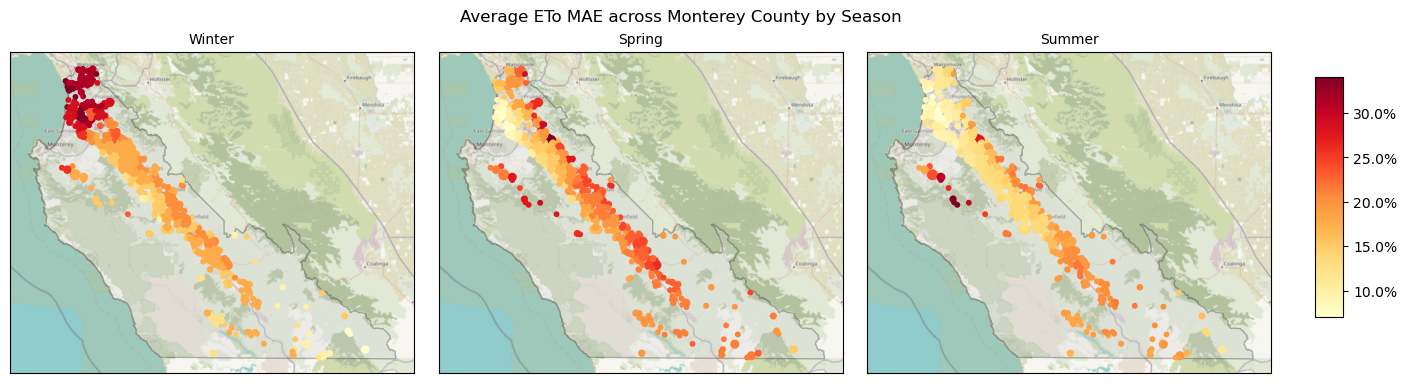 Average ETo MAE across Monterey County by Season
Winter
Spring
Summer
Watsonville
Hollister
Firebaugh
Mendota
Monterey
Coalinga
Watsonville
Hollister
Firebaugh
Mendota
Monterey
Coalinga
Watsonville
Hollister
Firebaugh
Mendota
Monterey
Coalinga
30.0%
25.0%
20.0%
15.0%
10.0%